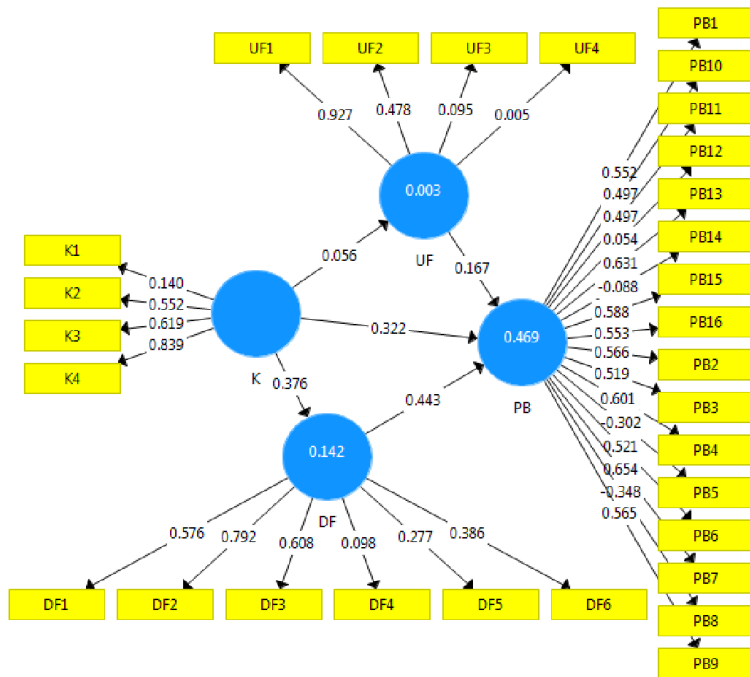 PB1
UF1
UF2
UF3
UF4
PB10
PB11
0.927
0.478
0.095
0.005
PB12
0.552
0.497
0.497
0.054
0.631
-0.088
0.588
0.553
0.566
0.519
0.601
-0.302
0.521
0.654
-0.348
0.565
PB13
0.003
UF
PB14
K1
0.056
0.167
PB15
K2
0.140
0.552
0.619
0.839
PB16
K3
0.322
0.469
K4
K
0.376
PB
PB2
0.443
PB3
0.142
DF
PB4
PB5
0.576
0.792
0.608
0.098
0.277
0.386
PB6
PB7
DF1
DF2
DF3
DF4
DF5
DF6
PB8
PB9